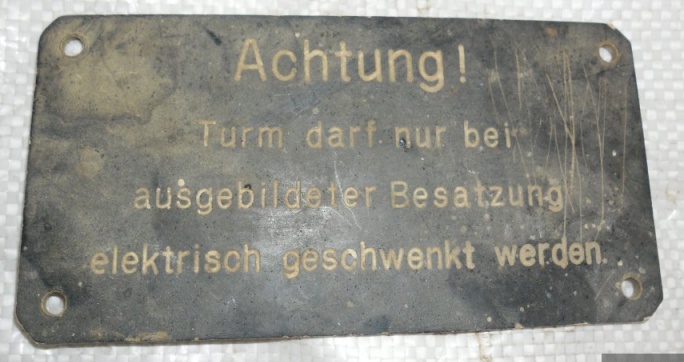 Achtung!
Turm darf nur bei
ausgebildeter Besatzung
elektrisch geschwenkt werden.